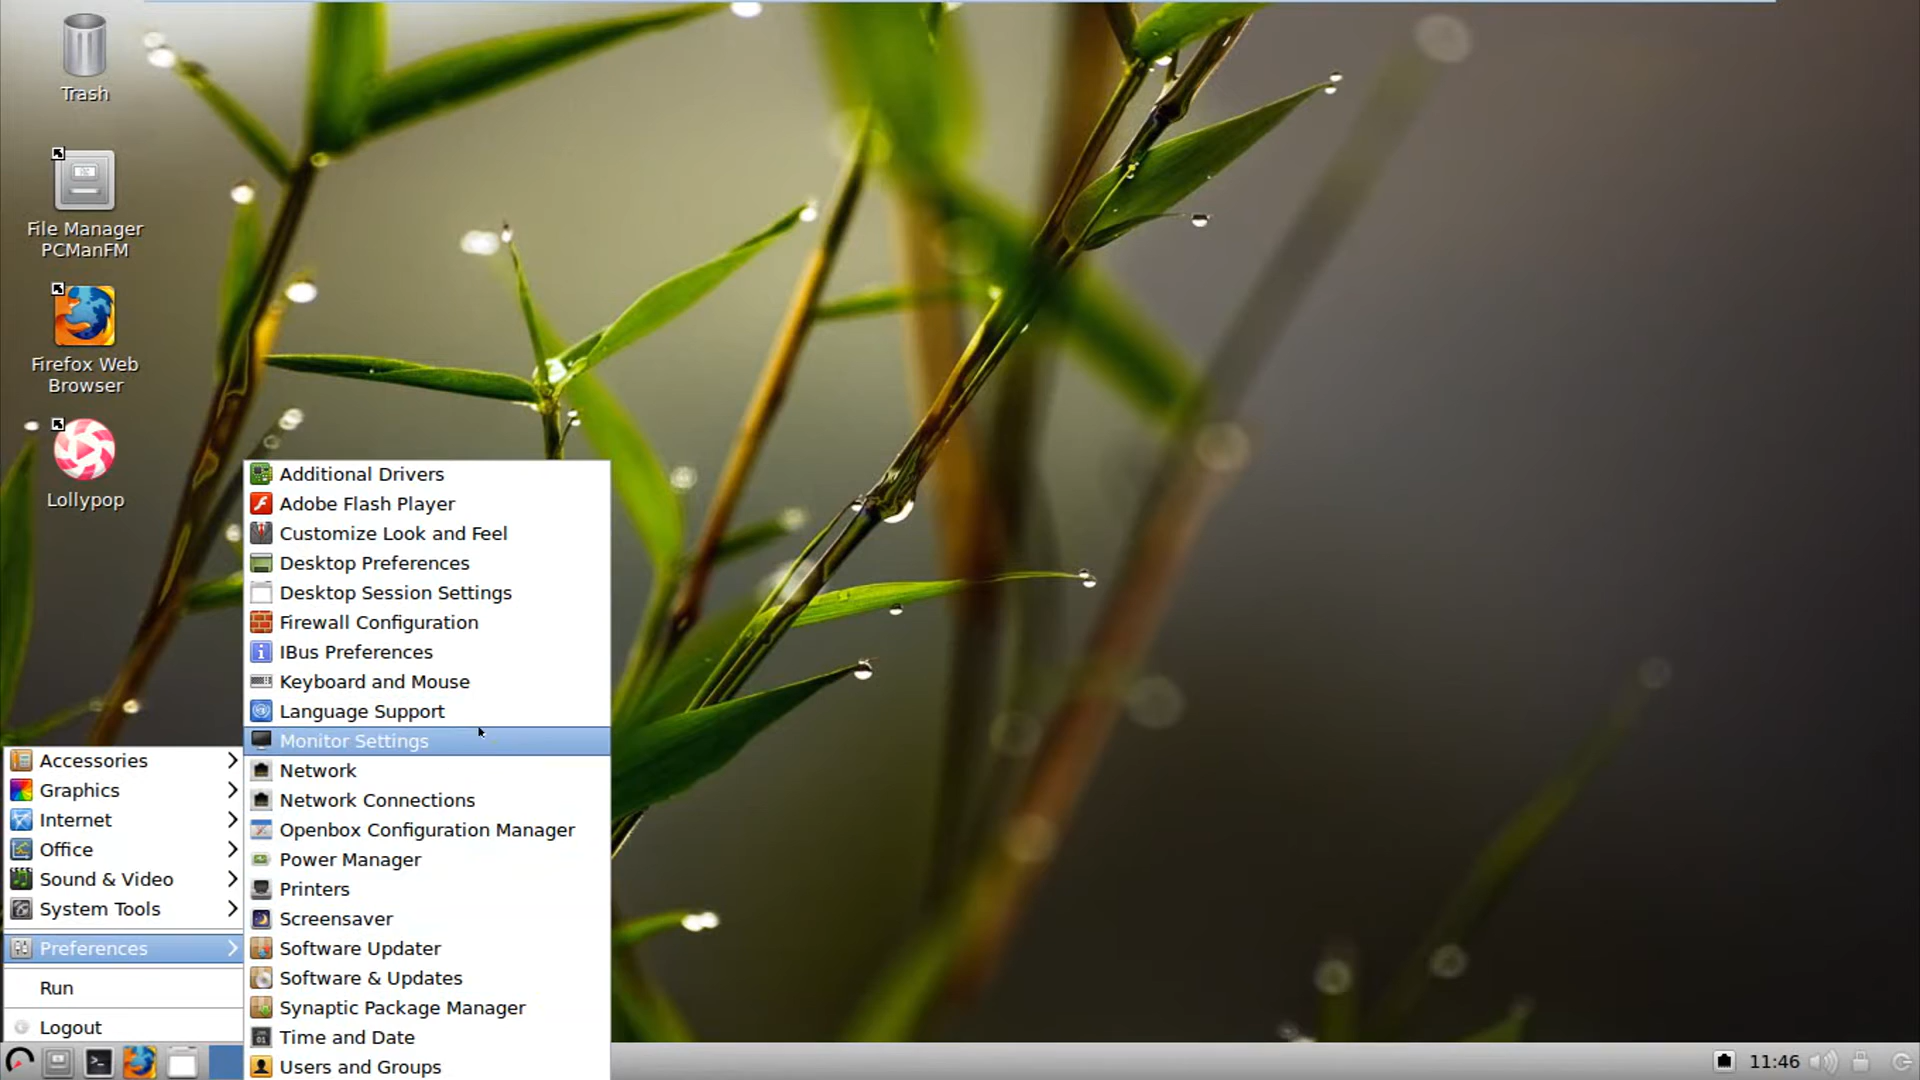 Trash
File Manager
PCManFM
Firefox Web
Browser
Lollypop
Additional Drivers
Adobe Flash Player
Customize Look and Feel
Desktop Preferences
Desktop Session Settings
Firewall Configuration
IBus Preferences
Keyboard and Mouse
Language Support
Monitor Settings
Network
Network Connections
Openbox Configuration Manager
Power Manager
Printers
Screensaver
Software Updater
Software & Updates
Synaptic Package Manager
Time and Date
Users and Groups
Accessories
Graphics
Internet
Office
Sound & Video
System Tools
Preferences
Run
Logout
11:46